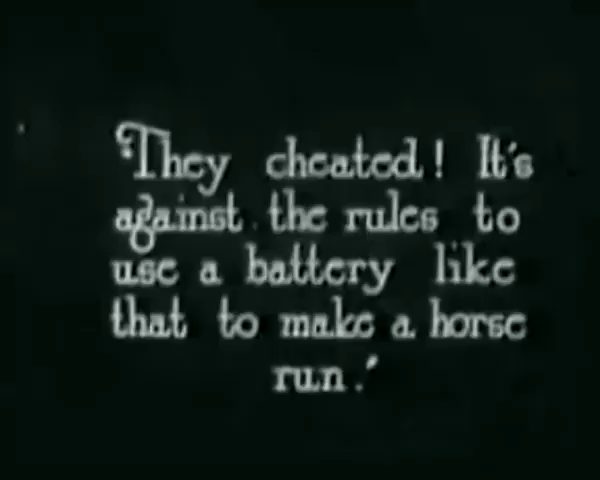 "They cheated! It's
against the rules to
use a battery like
that to make a horse
run."